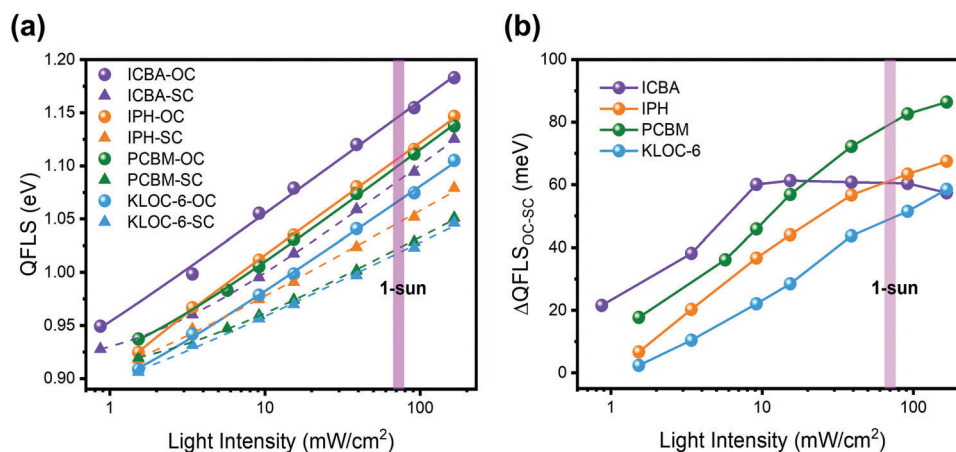 (a)
QFLS (eV)
1.20
1.15
1.10
1.05
1.00
0.95
0.90
ICBA-OC
ICBA-SC
IPH-OC
IPH-SC
PCBM-OC
PCBM-SC
KLOC-6-OC
KLOC-6-SC
1-sun
1
10
100
Light Intensity (mW/cm²)
(b)
ΔQFLS_OC-SC (meV)
100
80
60
40
20
0
ICBA
IPH
PCBM
KLOC-6
1-sun
1
10
100
Light Intensity (mW/cm²)